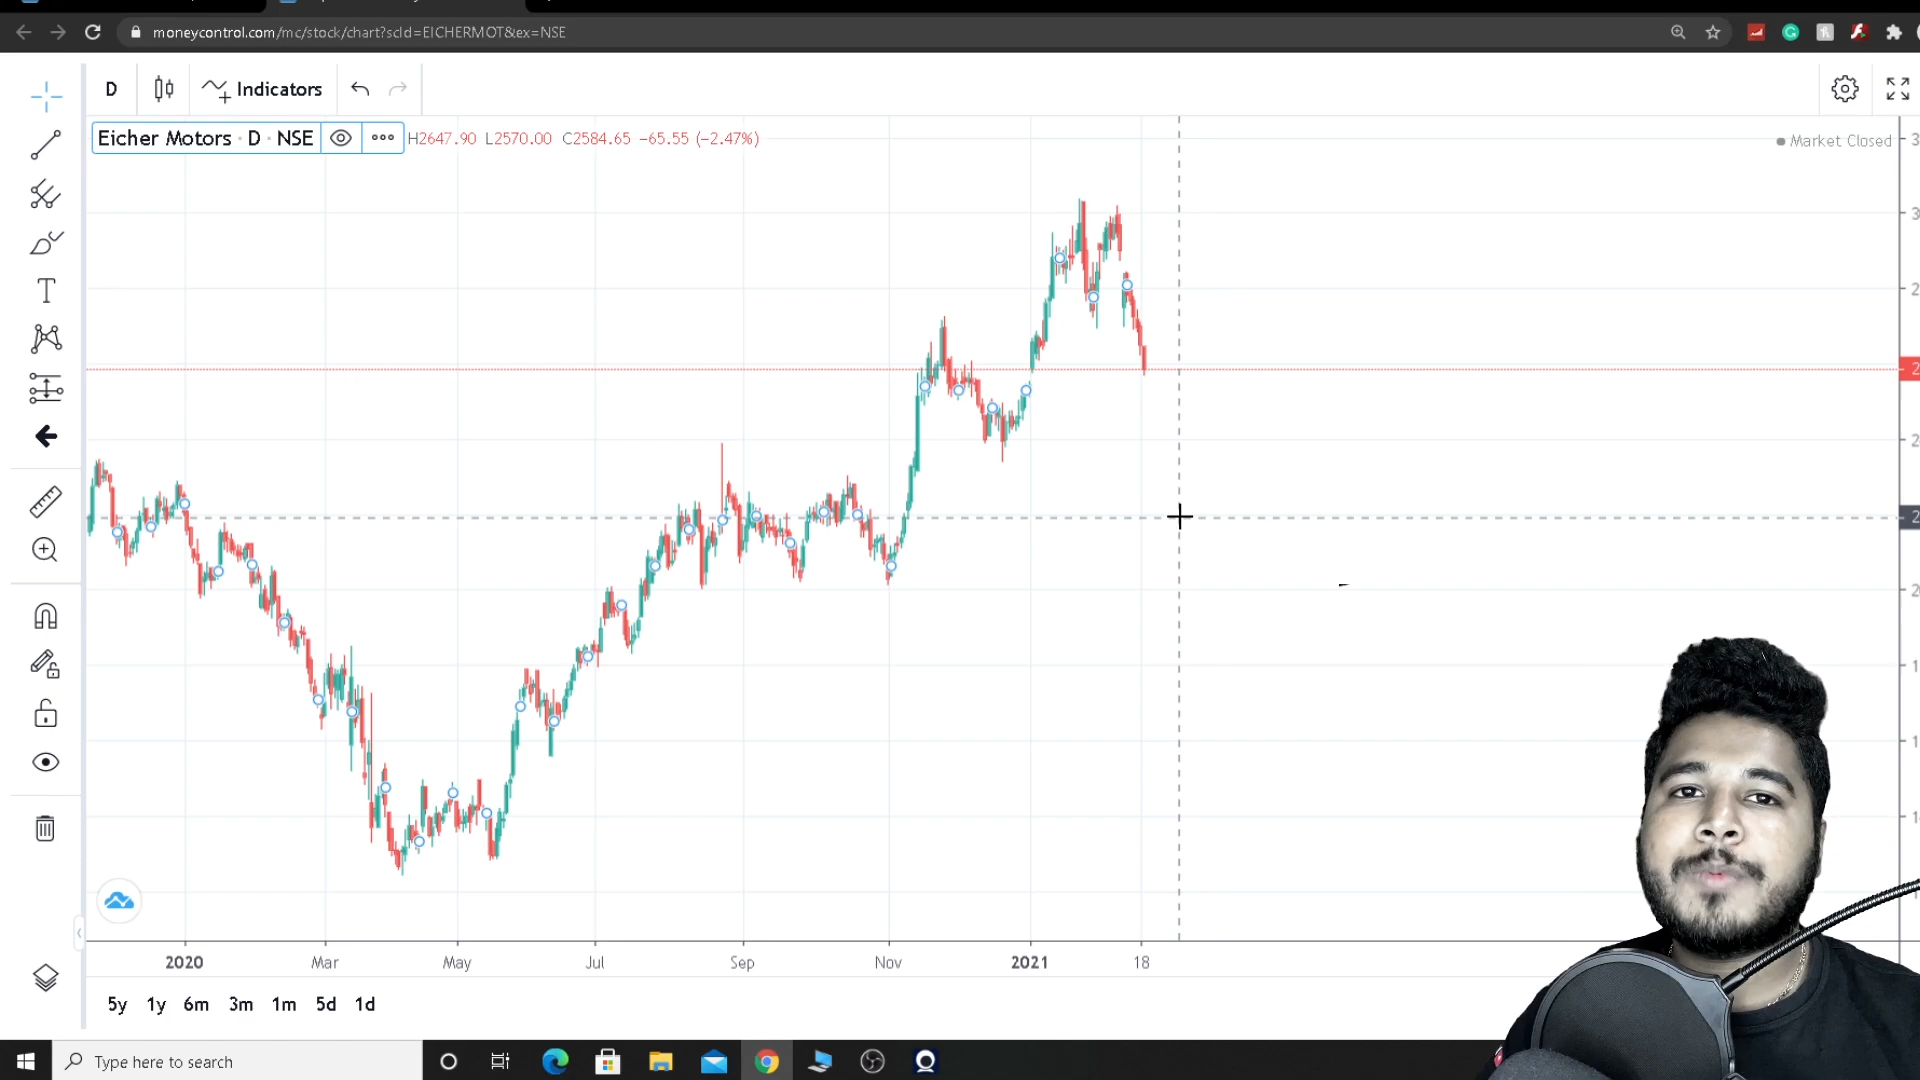 moneycontrol.com/mc/stock/chart?scId=EICHERMOT&ex=NSE
D
Indicators
Eicher Motors · D · NSE
H2647.90 L2570.00 C2584.65 −65.55 (−2.47%)
Market Closed
2020
Mar
May
Jul
Sep
Nov
2021
18
5y 1y 6m 3m 1m 5d 1d
Type here to search